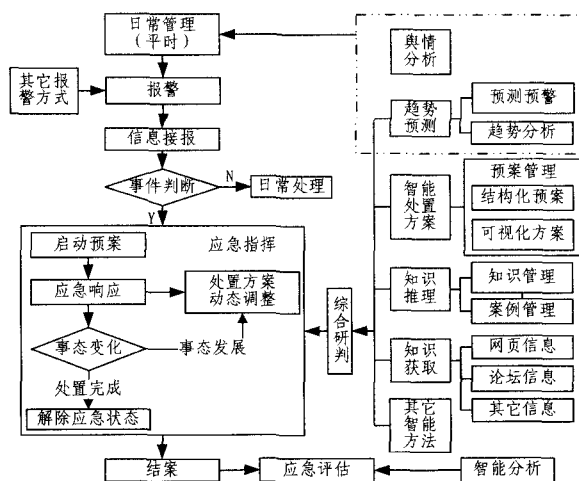 日常管理
(平时)
舆情
分析
其它报
警方式
报警
趋势
预测
预测预警
趋势分析
信息接报
事件判断
N
日常处理
Y
智能
处置
方案
预案管理
结构化预案
可视化方案
启动预案
应急指挥
应急响应
处置方案
动态调整
综合研判
知识
推理
知识管理
案例管理
事态变化
事态发展
知识
获取
网页信息
论坛信息
其它信息
处置完成
解除应急状态
其它
智能
方法
结案
应急评估
智能分析